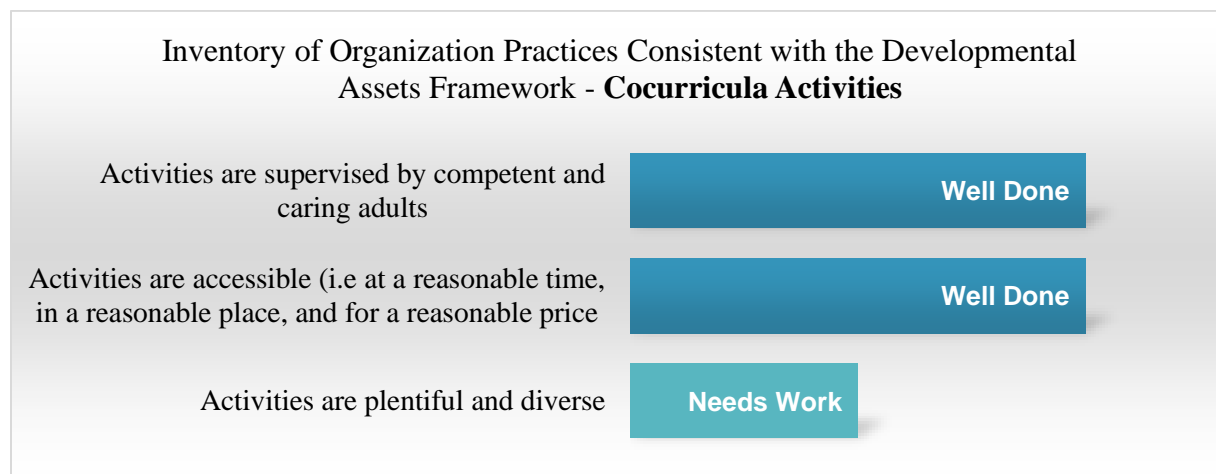 Inventory of Organization Practices Consistent with the Developmental
Assets Framework - Cocurricula Activities
Activities are supervised by competent and
caring adults
Well Done
Activities are accessible (i.e at a reasonable time,
in a reasonable place, and for a reasonable price
Well Done
Activities are plentiful and diverse
Needs Work